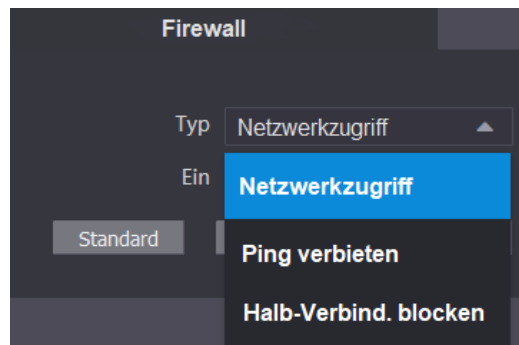 Firewall
Typ Netzwerkzugriff
Ein
Netzwerkzugriff
Standard
Ping verbieten
Halb-Verbind. blocken